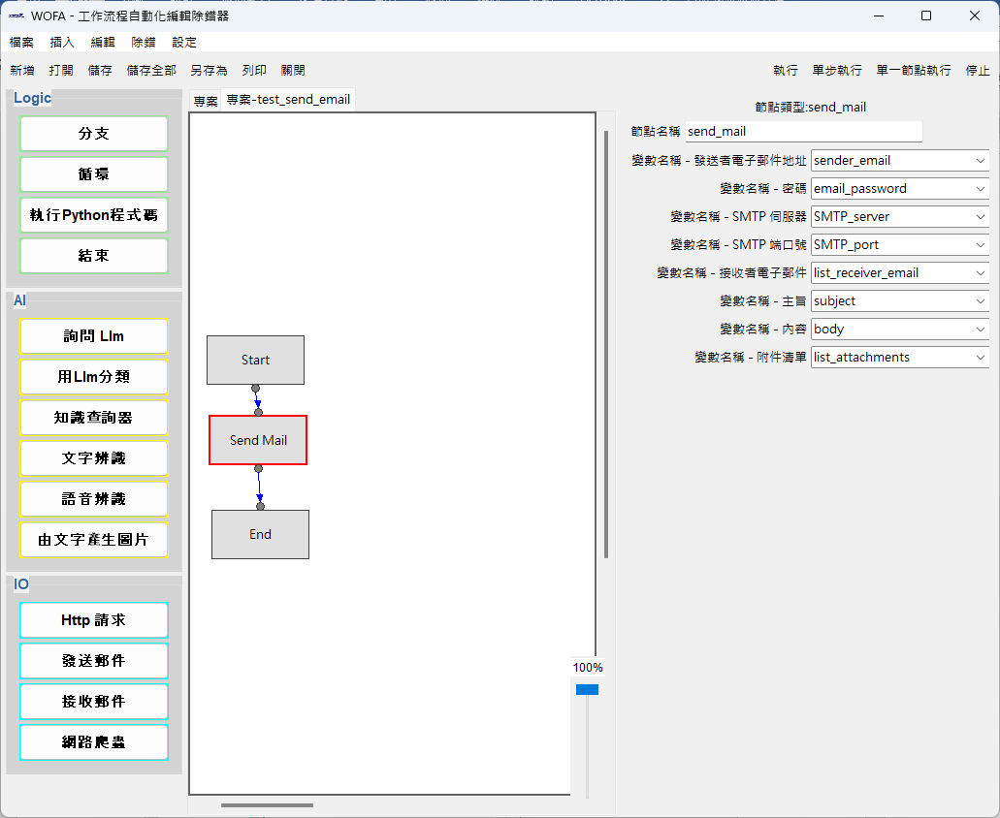 WOFA - 工作流程自動化編輯除錯器
檔案 插入 編輯 除錯 設定
新增 打開 儲存 儲存全部 另存為 列印 關閉 執行 單步執行 單一節點執行 停止
Logic
分支
循環
執行Python程式碼
結束
AI
詢問 Llm
用Llm分類
知識查詢器
文字辨識
語音辨識
由文字產生圖片
IO
Http 請求
發送郵件
接收郵件
網路爬蟲
專案 專案-test_send_email
Start
Send Mail
End
100%
節點類型:send_mail
節點名稱 send_mail
變數名稱 - 發送者電子郵件地址 sender_email
變數名稱 - 密碼 email_password
變數名稱 - SMTP 伺服器 SMTP_server
變數名稱 - SMTP 端口號 SMTP_port
變數名稱 - 接收者電子郵件 list_receiver_email
變數名稱 - 主旨 subject
變數名稱 - 內容 body
變數名稱 - 附件清單 list_attachments